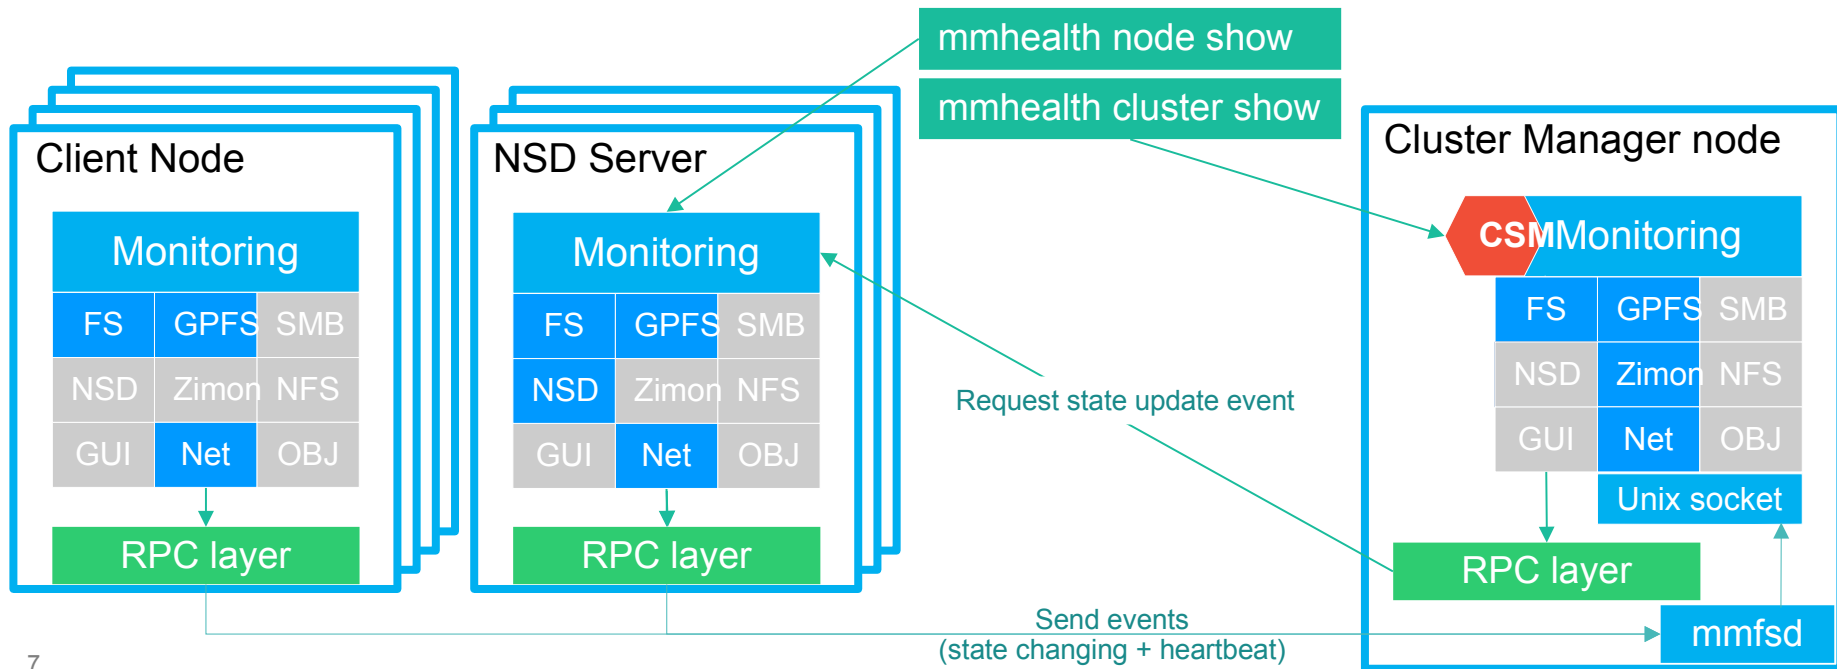 mmhealth node show
mmhealth cluster show
Client Node
Monitoring
FS GPFS SMB
NSD Zimon NFS
GUI Net OBJ
RPC layer
NSD Server
Monitoring
FS GPFS SMB
NSD Zimon NFS
GUI Net OBJ
RPC layer
Request state update event
Send events
(state changing + heartbeat)
Cluster Manager node
CSM Monitoring
FS GPFS SMB
NSD Zimon NFS
GUI Net OBJ
Unix socket
RPC layer
mmfsd
7